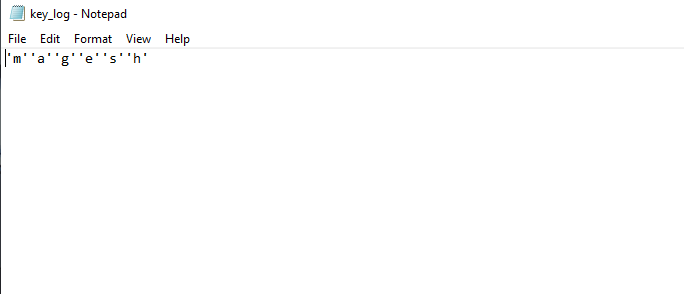 key_log - Notepad
File Edit Format View Help
'm''a''g''e''s''h'